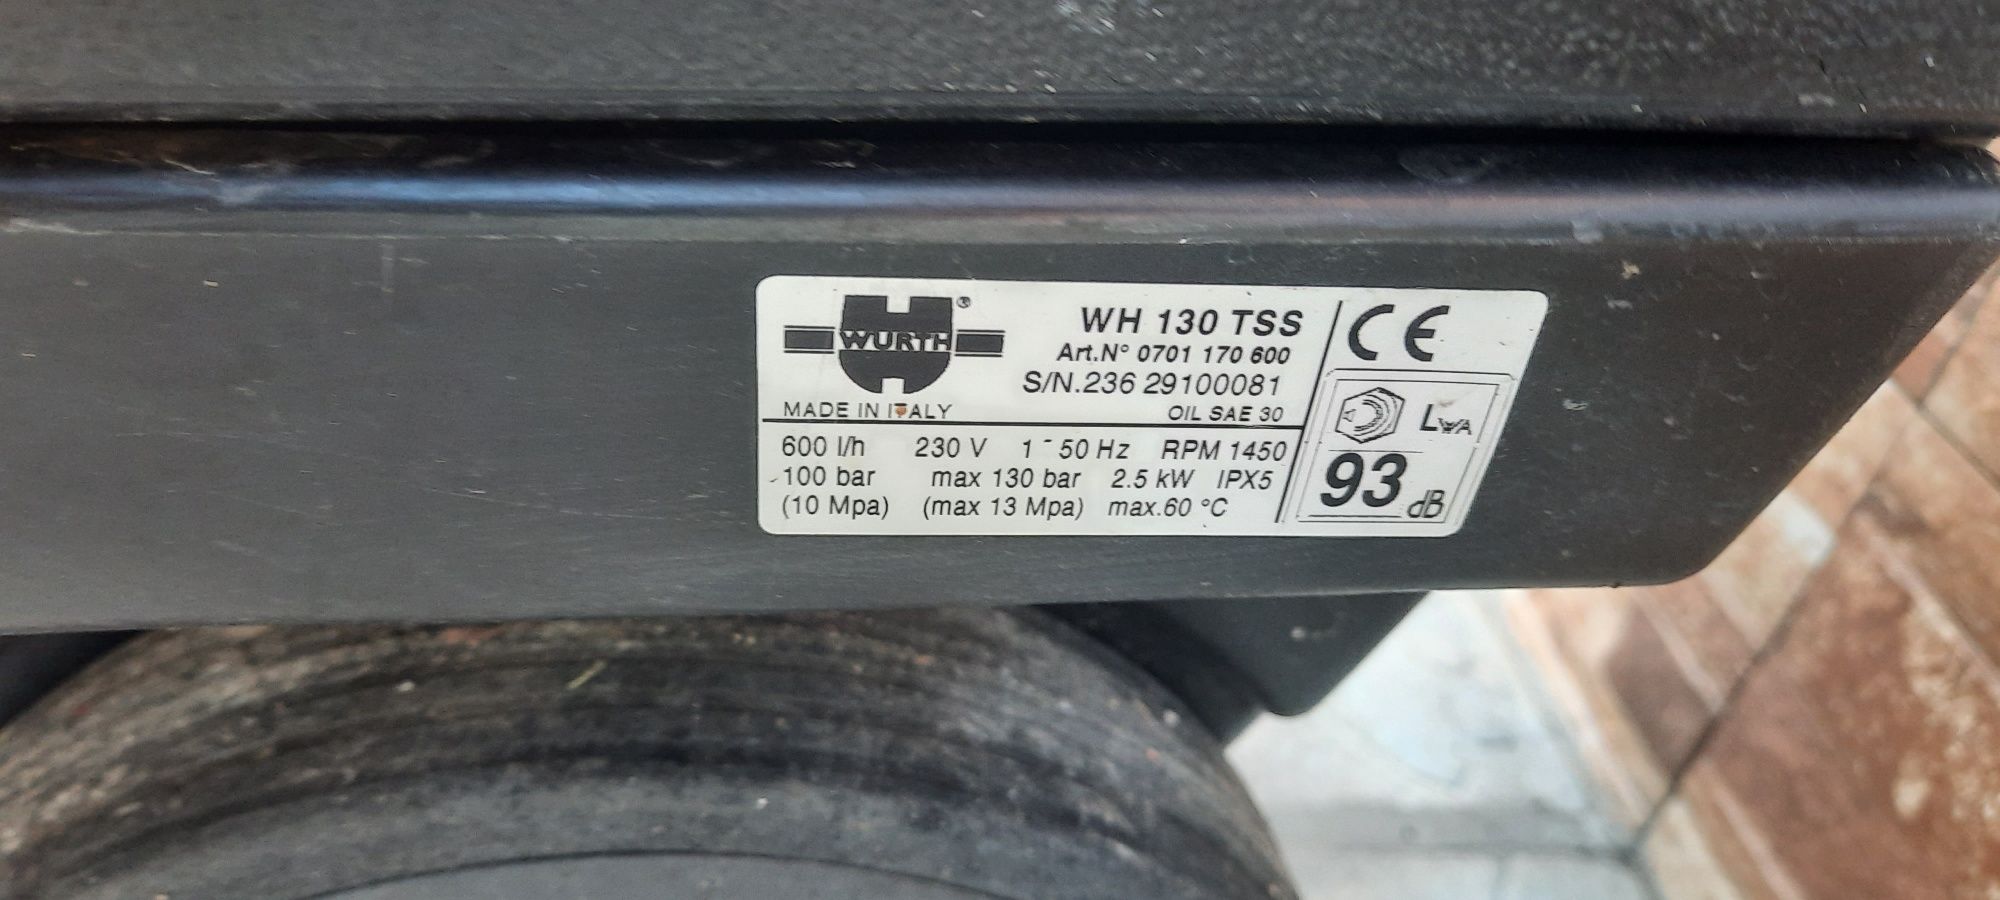 WURTH®
WH 130 TSS
Art.N° 0701 170 600
S/N.236 29100081
MADE IN ITALY
OIL SAE 30
600 l/h 230 V 1 ~ 50 Hz RPM 1450
100 bar max 130 bar 2.5 kW IPX5
(10 Mpa) (max 13 Mpa) max.60 °C
CE
LWA
93 dB